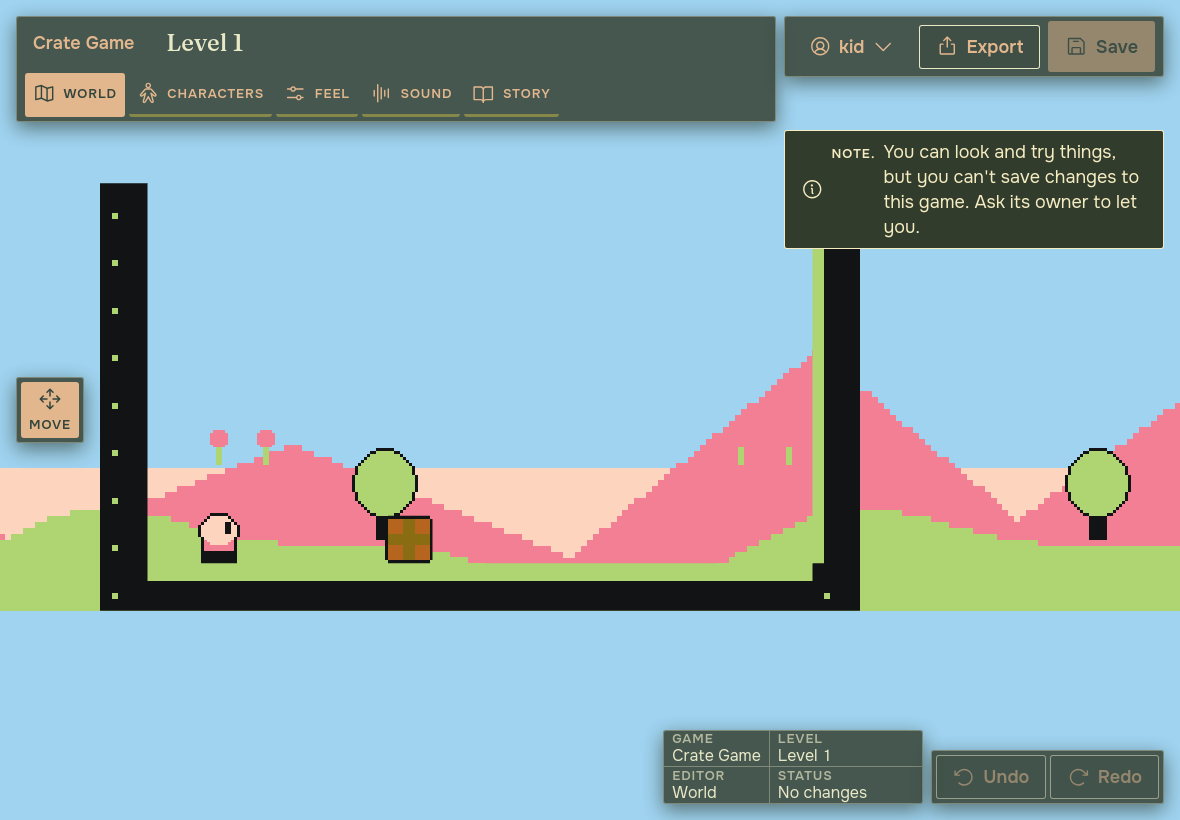 Crate Game
Level 1
kid
Export
Save
WORLD
CHARACTERS
FEEL
SOUND
STORY
NOTE. You can look and try things,
but you can't save changes to
this game. Ask its owner to let
you.
MOVE
GAME
Crate Game
LEVEL
Level 1
EDITOR
World
STATUS
No changes
Undo
Redo